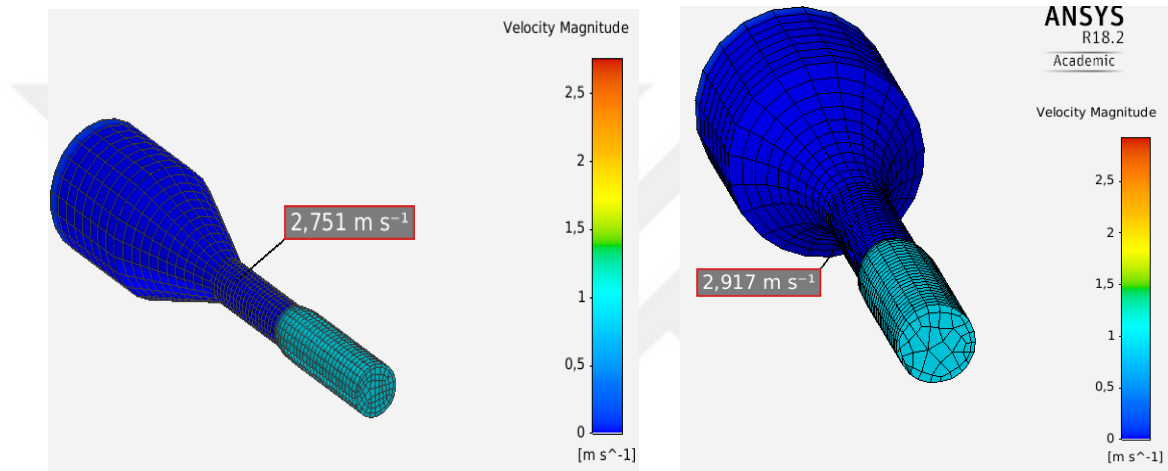 Velocity Magnitude
2,5
2
1,5
1
0,5
0
[m s^-1]
2,751 m s⁻¹
ANSYS
R18.2
Academic
Velocity Magnitude
2,5
2
1,5
1
0,5
0
[m s^-1]
2,917 m s⁻¹